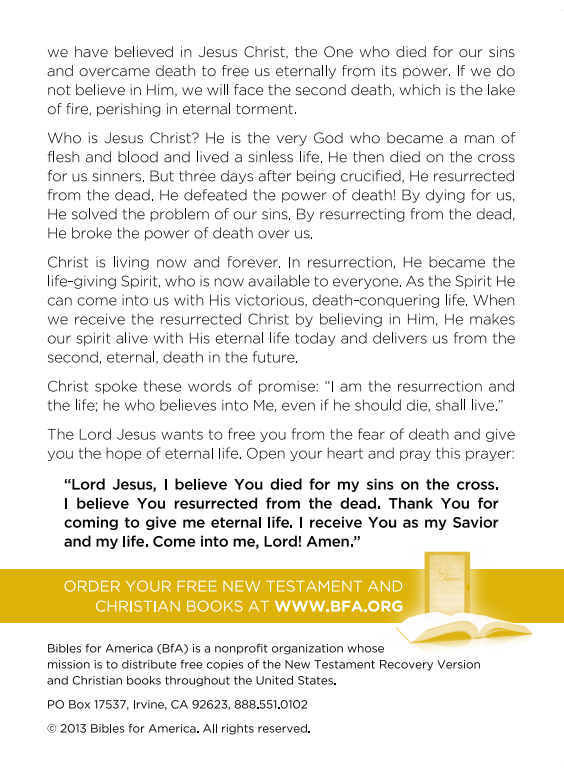 we have believed in Jesus Christ, the One who died for our sins
and overcame death to free us eternally from its power. If we do
not believe in Him, we will face the second death, which is the lake
of fire, perishing in eternal torment.
Who is Jesus Christ? He is the very God who became a man of
flesh and blood and lived a sinless life. He then died on the cross
for us sinners. But three days after being crucified, He resurrected
from the dead. He defeated the power of death! By dying for us,
He solved the problem of our sins. By resurrecting from the dead,
He broke the power of death over us.
Christ is living now and forever. In resurrection, He became the
life-giving Spirit, who is now available to everyone. As the Spirit He
can come into us with His victorious, death-conquering life. When
we receive the resurrected Christ by believing in Him, He makes
our spirit alive with His eternal life today and delivers us from the
second, eternal, death in the future.
Christ spoke these words of promise: “I am the resurrection and
the life; he who believes into Me, even if he should die, shall live.”
The Lord Jesus wants to free you from the fear of death and give
you the hope of eternal life. Open your heart and pray this prayer:
“Lord Jesus, I believe You died for my sins on the cross.
I believe You resurrected from the dead. Thank You for
coming to give me eternal life. I receive You as my Savior
and my life. Come into me, Lord! Amen.”
ORDER YOUR FREE NEW TESTAMENT AND
CHRISTIAN BOOKS AT WWW.BFA.ORG
Bibles for America (BfA) is a nonprofit organization whose
mission is to distribute free copies of the New Testament Recovery Version
and Christian books throughout the United States.
PO Box 17537, Irvine, CA 92623, 888.551.0102
© 2013 Bibles for America. All rights reserved.